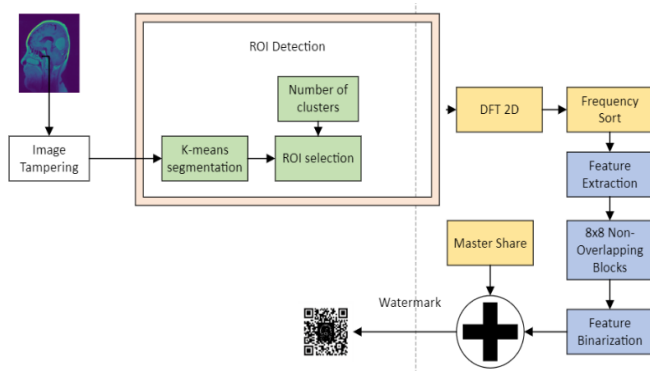 ROI Detection
Number of
clusters
DFT 2D
Frequency
Sort
Image
Tampering
K-means
segmentation
ROI selection
Feature
Extraction
Master Share
8x8 Non-
Overlapping
Blocks
Watermark
Feature
Binarization